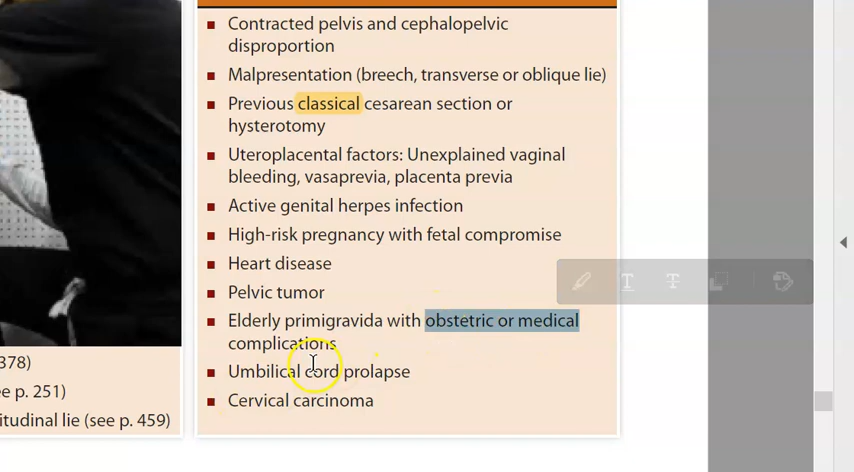 Contracted pelvis and cephalopelvic
disproportion
Malpresentation (breech, transverse or oblique lie)
Previous classical cesarean section or
hysterotomy
Uteroplacental factors: Unexplained vaginal
bleeding, vasaprevia, placenta previa
Active genital herpes infection
High-risk pregnancy with fetal compromise
Heart disease
Pelvic tumor
Elderly primigravida with obstetric or medical
complications
Umbilical cord prolapse
Cervical carcinoma
378)
e p. 251)
itudinal lie (see p. 459)